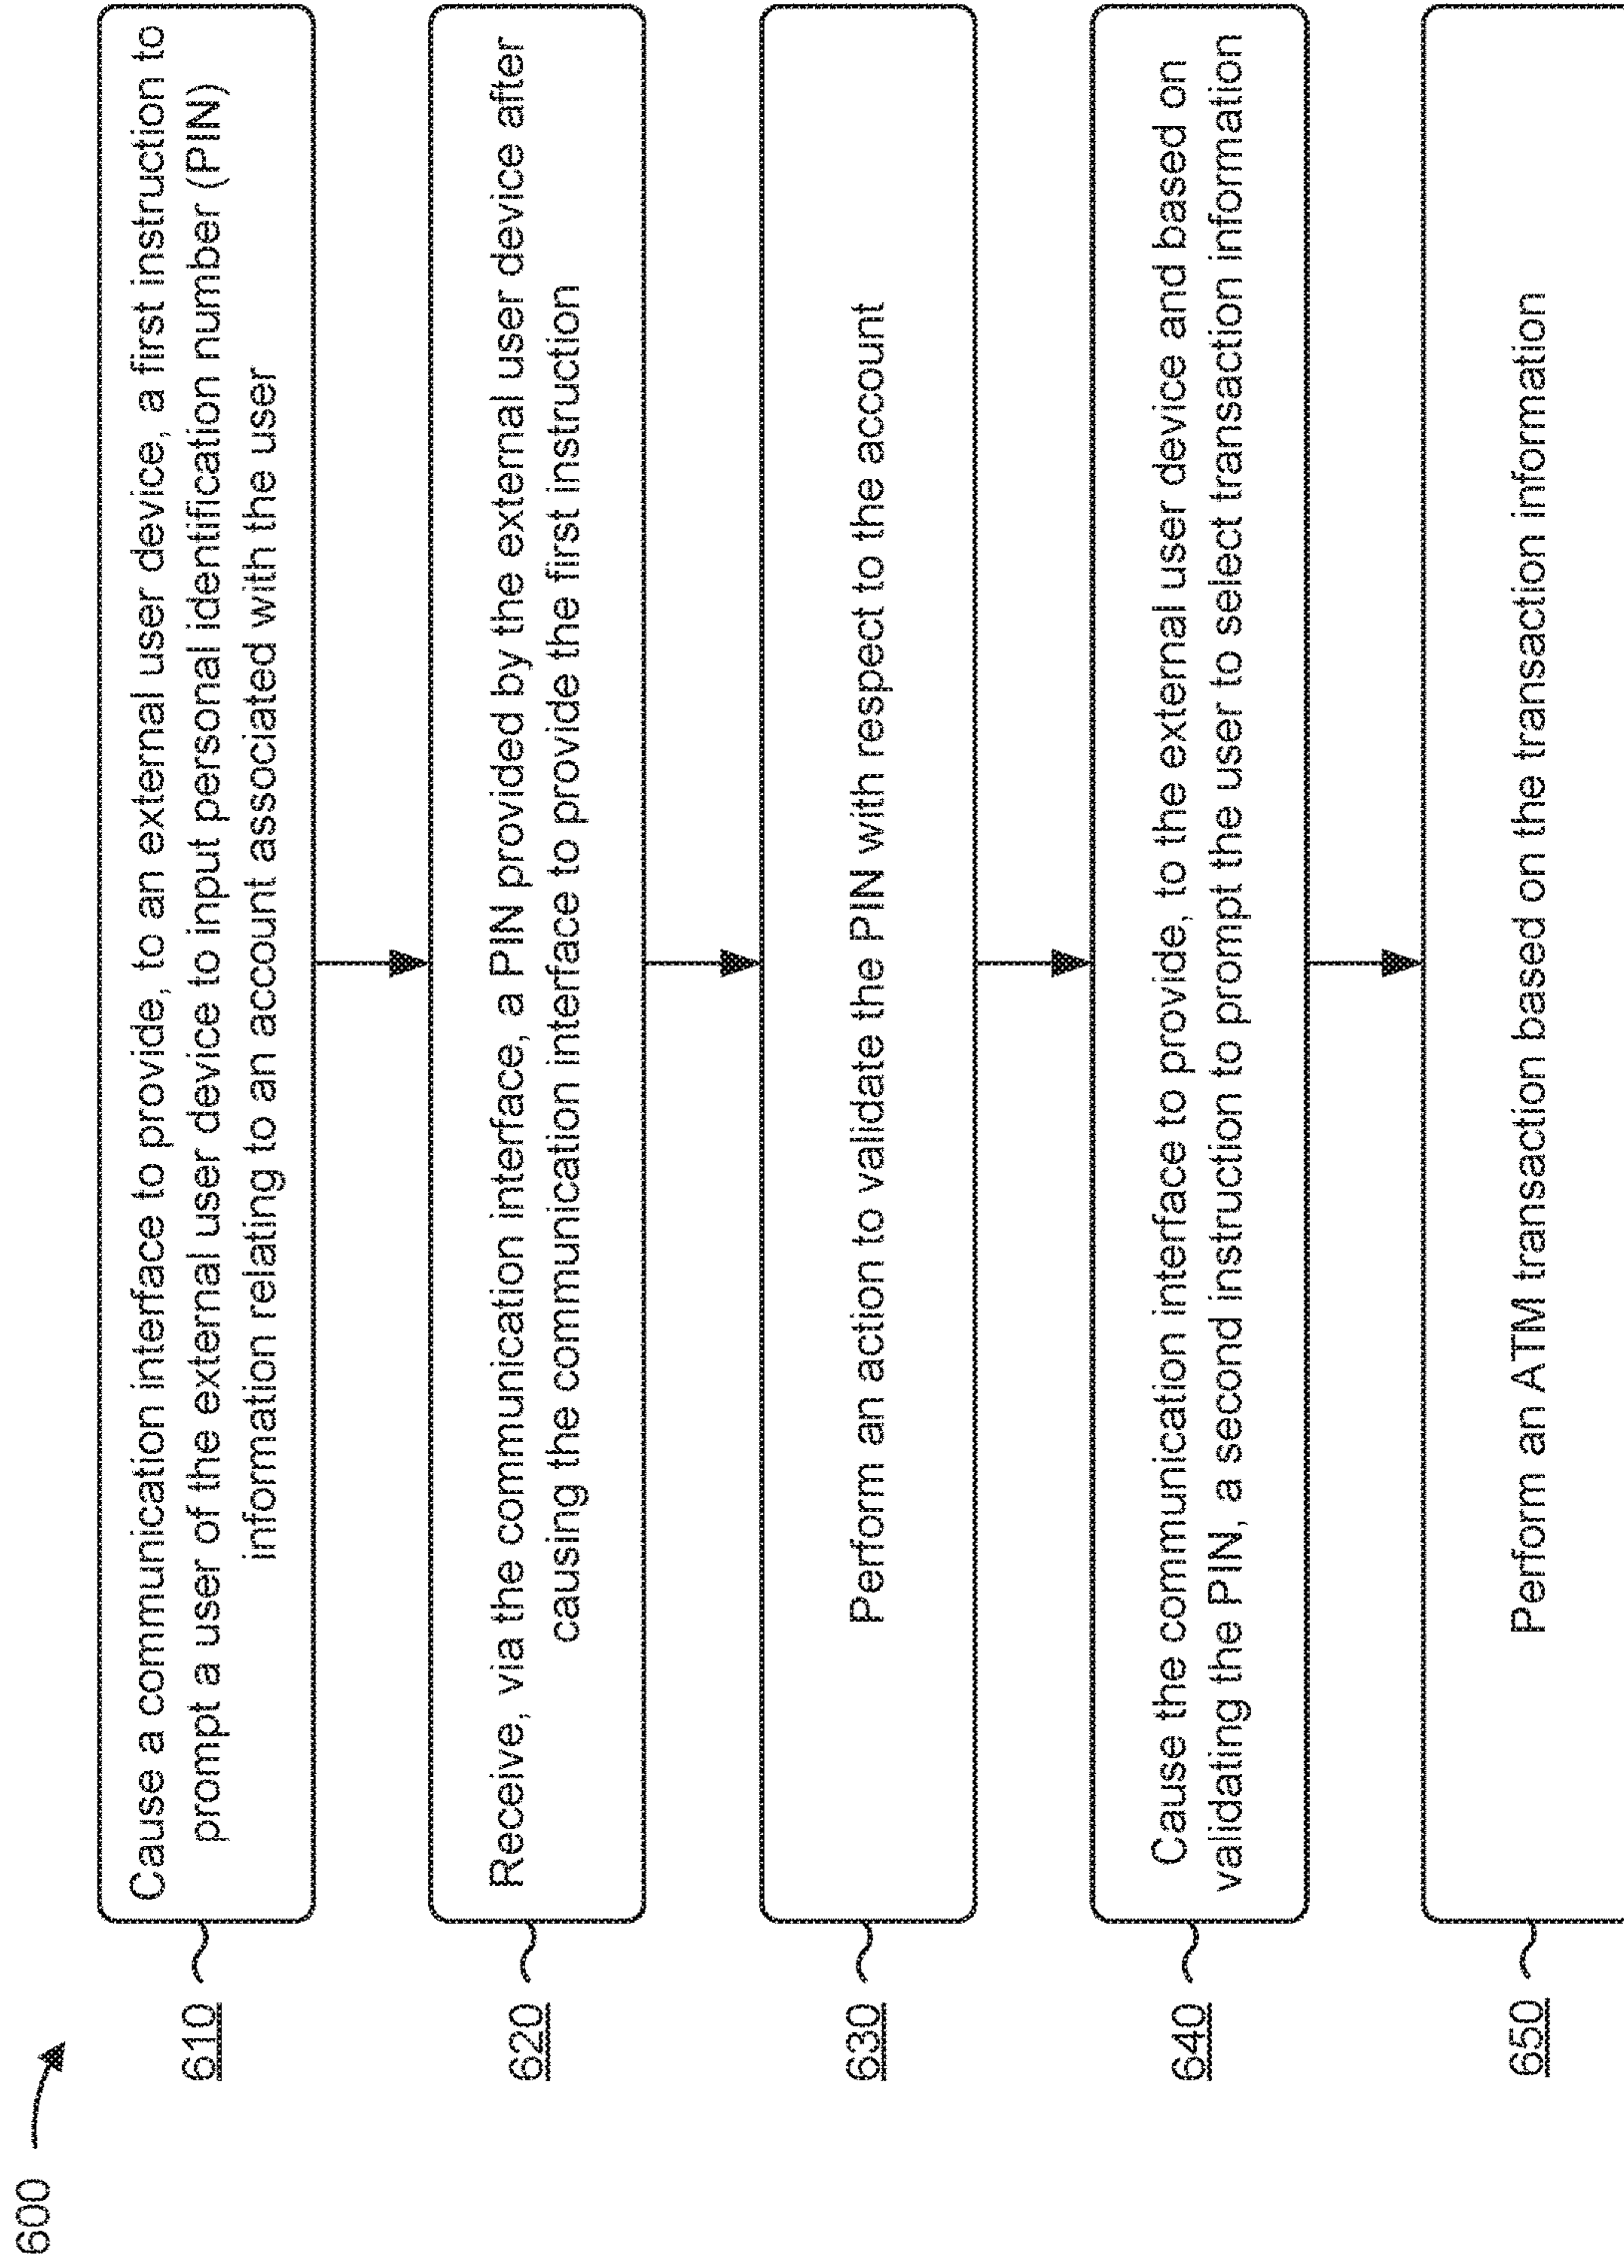 600
610
Cause a communication interface to provide, to an external user device, a first instruction to
prompt a user of the external user device to input personal identification number (PIN)
information relating to an account associated with the user
620
Receive, via the communication interface, a PIN provided by the external user device after
causing the communication interface to provide the first instruction
630
Perform an action to validate the PIN with respect to the account
640
Cause the communication interface to provide, to the external user device and based on
validating the PIN, a second instruction to prompt the user to select transaction information
650
Perform an ATM transaction based on the transaction information